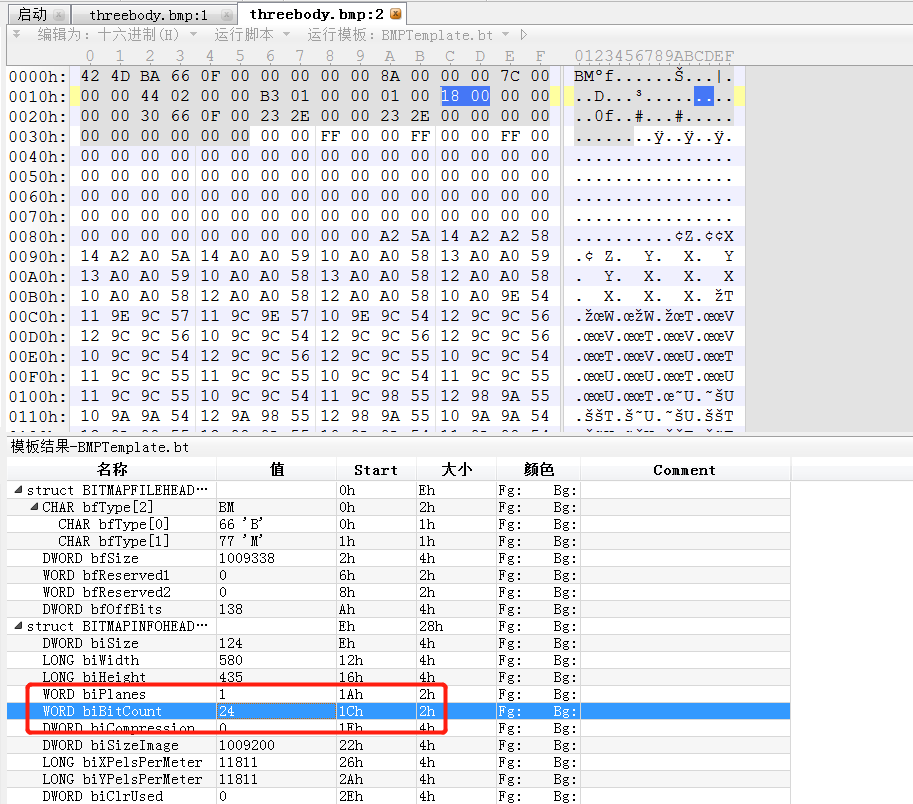 启动 threebody.bmp:1 threebody.bmp:2
编辑为: 十六进制(H) 运行脚本 运行模板: BMPTemplate.bt
0 1 2 3 4 5 6 7 8 9 A B C D E F 0123456789ABCDEF
0000h: 42 4D BA 66 0F 00 00 00 00 00 8A 00 00 00 7C 00 BMºf......Š...|.
0010h: 00 00 44 02 00 00 B3 01 00 00 01 00 18 00 00 00 ..D...³.........
0020h: 00 00 30 66 0F 00 23 2E 00 00 23 2E 00 00 00 00 ..0f..#...#.....
0030h: 00 00 00 00 00 00 00 00 FF 00 00 FF 00 00 FF 00 ........ÿ..ÿ..ÿ.
0040h: 00 00 00 00 00 00 00 00 00 00 00 00 00 00 00 00 ................
0050h: 00 00 00 00 00 00 00 00 00 00 00 00 00 00 00 00 ................
0060h: 00 00 00 00 00 00 00 00 00 00 00 00 00 00 00 00 ................
0070h: 00 00 00 00 00 00 00 00 00 00 00 00 00 00 00 00 ................
0080h: 00 00 00 00 00 00 00 00 00 00 A2 5A 14 A2 A2 58 ..........¢Z.¢¢X
0090h: 14 A2 A0 5A 14 A0 A0 59 10 A0 A0 58 13 A0 A0 59 .¢ Z.  Y.  X.  Y
00A0h: 13 A0 A0 59 10 A0 A0 58 13 A0 A0 58 12 A0 A0 58 .  Y.  X.  X.  X
00B0h: 10 A0 A0 58 12 A0 A0 58 12 A0 A0 58 10 A0 9E 54 .  X.  X.  X. žT
00C0h: 11 9E 9C 57 11 9C 9E 57 10 9E 9C 54 12 9C 9C 56 .žœW.œžW.žœT.œœV
00D0h: 12 9C 9C 56 10 9C 9C 54 12 9C 9C 56 12 9C 9C 56 .œœV.œœT.œœV.œœV
00E0h: 10 9C 9C 54 12 9C 9C 56 12 9C 9C 55 10 9C 9C 54 .œœT.œœV.œœU.œœT
00F0h: 11 9C 9C 55 11 9C 9C 55 10 9C 9C 54 11 9C 9C 55 .œœU.œœU.œœT.œœU
0100h: 11 9C 9C 55 10 9C 9C 54 11 9C 98 55 12 98 9A 55 .œœU.œœT.œ˜U.˜šU
0110h: 10 9A 9A 54 12 9A 98 55 12 98 9A 55 10 9A 9A 54 .ššT.š˜U.˜šU.ššT
模板结果-BMPTemplate.bt
名称 值 Start 大小 颜色 Comment
struct BITMAPFILEHEAD… 0h Eh Fg: Bg:
CHAR bfType[2] BM 0h 2h Fg: Bg:
CHAR bfType[0] 66 'B' 0h 1h Fg: Bg:
CHAR bfType[1] 77 'M' 1h 1h Fg: Bg:
DWORD bfSize 1009338 2h 4h Fg: Bg:
WORD bfReserved1 0 6h 2h Fg: Bg:
WORD bfReserved2 0 8h 2h Fg: Bg:
DWORD bfOffBits 138 Ah 4h Fg: Bg:
struct BITMAPINFOHEAD… Eh 28h Fg: Bg:
DWORD biSize 124 Eh 4h Fg: Bg:
LONG biWidth 580 12h 4h Fg: Bg:
LONG biHeight 435 16h 4h Fg: Bg:
WORD biPlanes 1 1Ah 2h Fg: Bg:
WORD biBitCount 24 1Ch 2h Fg: Bg:
DWORD biCompression 0 1Eh 4h Fg: Bg:
DWORD biSizeImage 1009200 22h 4h Fg: Bg:
LONG biXPelsPerMeter 11811 26h 4h Fg: Bg:
LONG biYPelsPerMeter 11811 2Ah 4h Fg: Bg:
DWORD biClrUsed 0 2Eh 4h Fg: Bg: